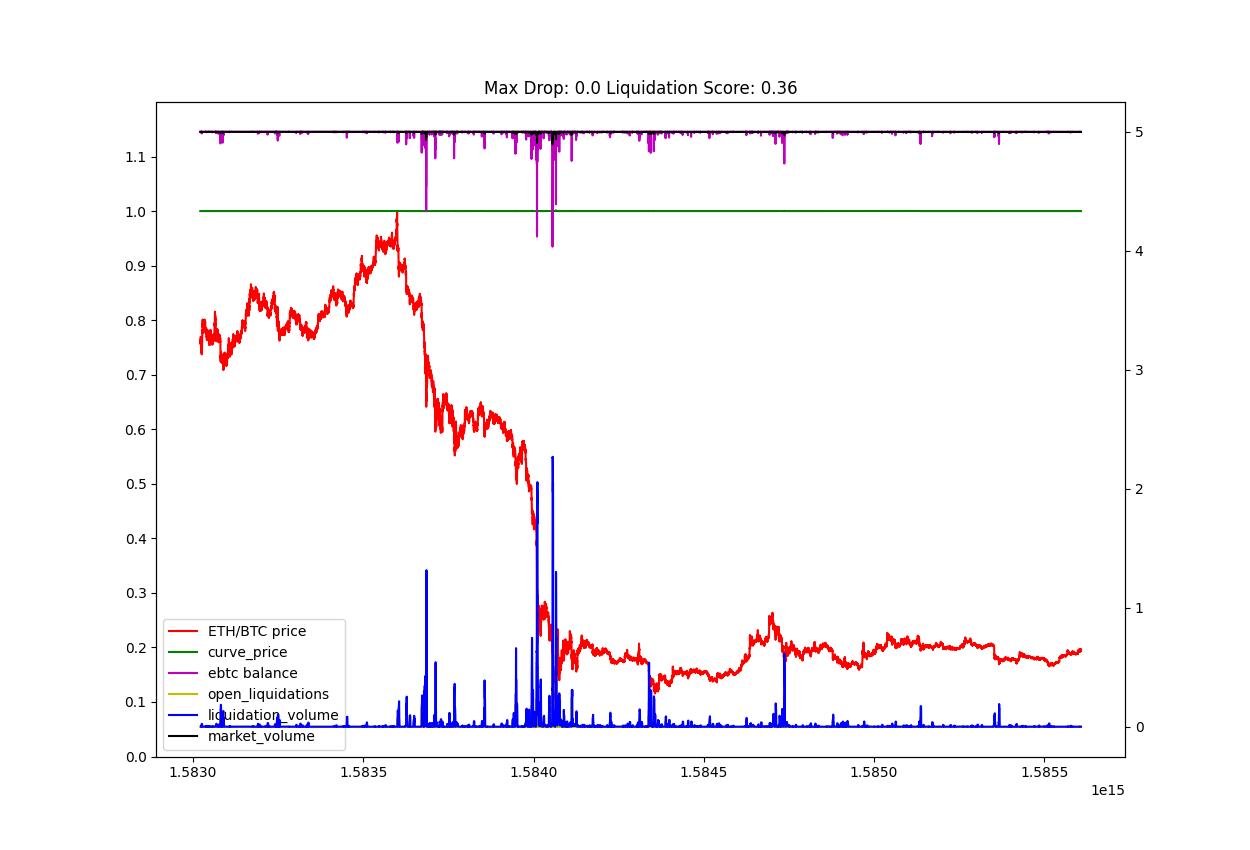 Max Drop: 0.0 Liquidation Score: 0.36
1.1
1.0
0.9
0.8
0.7
0.6
0.5
0.4
0.3
0.2
0.1
0.0
5
4
3
2
1
0
ETH/BTC price
curve_price
ebtc balance
open_liquidations
liquidation_volume
market_volume
1.5830 1.5835 1.5840 1.5845 1.5850 1.5855
1e15